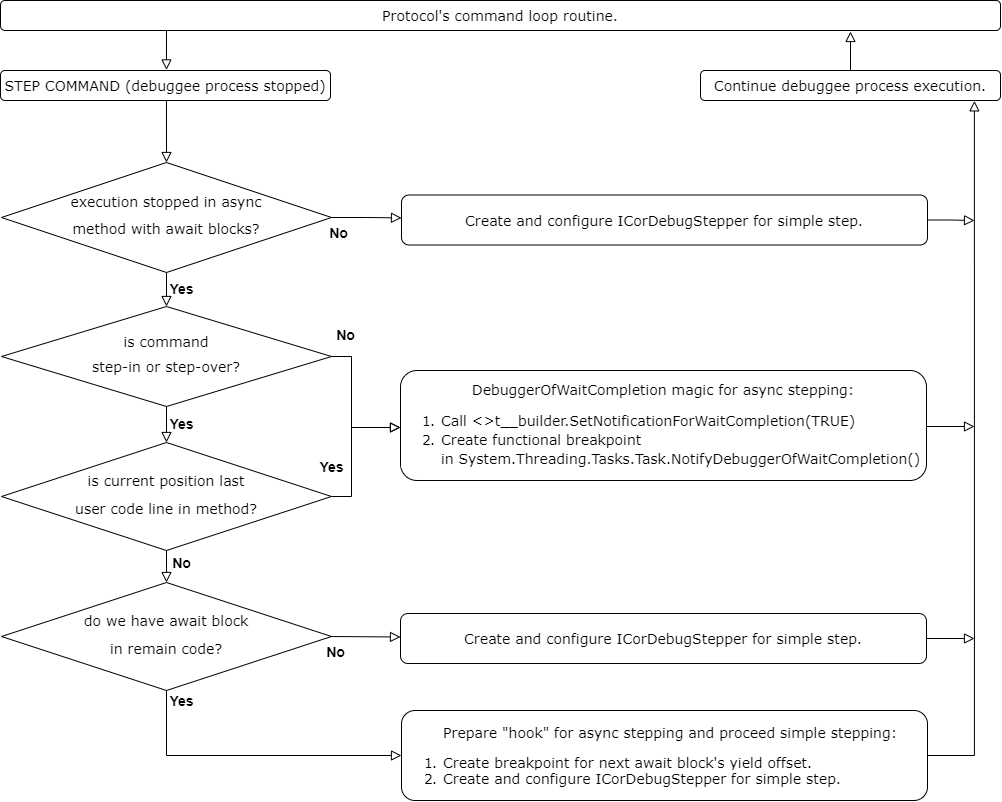 Protocol's command loop routine.
STEP COMMAND (debuggee process stopped)
Continue debuggee process execution.
execution stopped in async
method with await blocks?
No
Create and configure ICorDebugStepper for simple step.
Yes
is command
step-in or step-over?
No
DebuggerOfWaitCompletion magic for async stepping:
1. Call <>t__builder.SetNotificationForWaitCompletion(TRUE)
2. Create functional breakpoint
in System.Threading.Tasks.Task.NotifyDebuggerOfWaitCompletion()
Yes
Yes
is current position last
user code line in method?
No
do we have await block
in remain code?
No
Create and configure ICorDebugStepper for simple step.
Yes
Prepare "hook" for async stepping and proceed simple stepping:
1. Create breakpoint for next await block's yield offset.
2. Create and configure ICorDebugStepper for simple step.